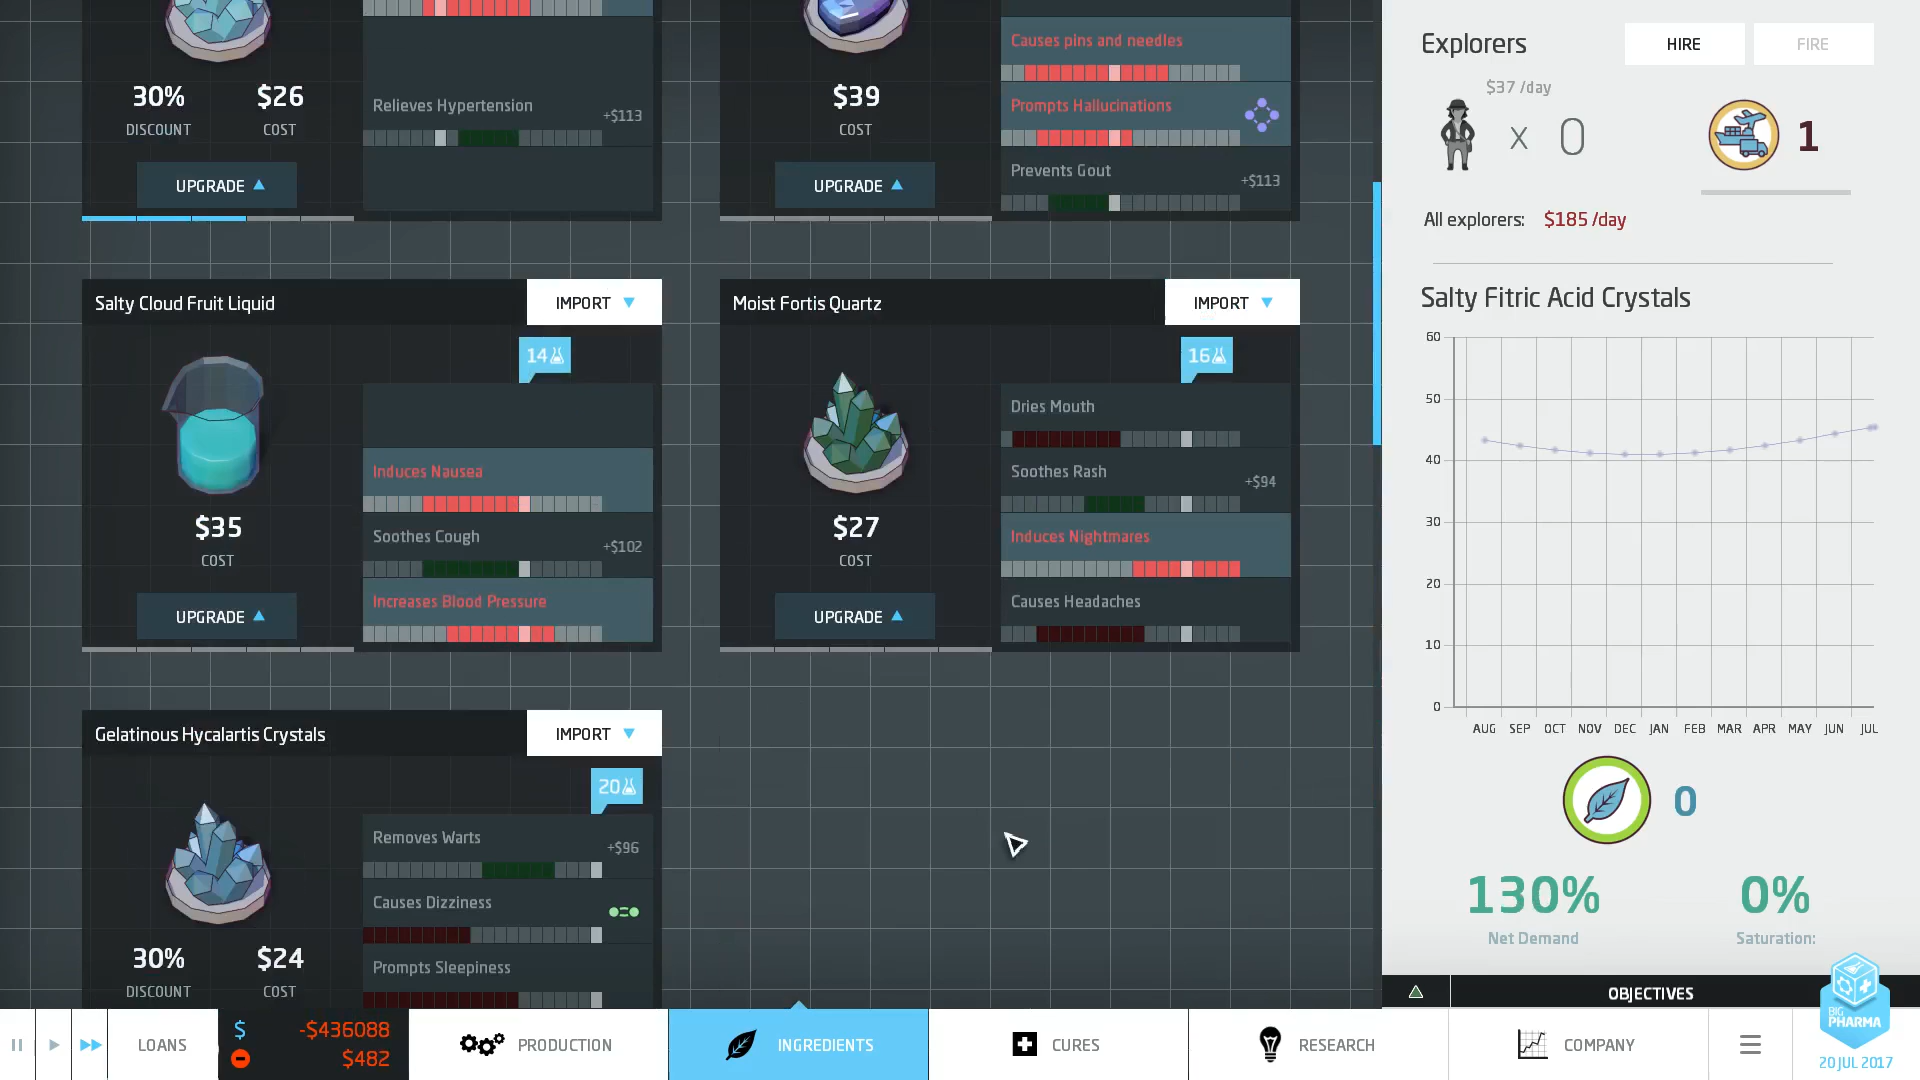 30%
DISCOUNT
$26
COST
UPGRADE
Relieves Hypertension
+$113
$39
COST
UPGRADE
Causes pins and needles
Prompts Hallucinations
Prevents Gout
+$113
Salty Cloud Fruit Liquid
IMPORT
14
$35
COST
UPGRADE
Induces Nausea
Soothes Cough
+$102
Increases Blood Pressure
Moist Fortis Quartz
IMPORT
16
$27
COST
UPGRADE
Dries Mouth
Soothes Rash
+$94
Induces Nightmares
Causes Headaches
Gelatinous Hycalartis Crystals
IMPORT
20
30%
DISCOUNT
$24
COST
Removes Warts
+$96
Causes Dizziness
Prompts Sleepiness
Explorers
HIRE
FIRE
$37 /day
X 0
1
All explorers: $185 /day
Salty Fitric Acid Crystals
60
50
40
30
20
10
0
AUG SEP OCT NOV DEC JAN FEB MAR APR MAY JUN JUL
0
130%
Net Demand
0%
Saturation:
OBJECTIVES
BIG
PHARMA
20 JUL 2017
LOANS
$ -$436088
$482
PRODUCTION
INGREDIENTS
CURES
RESEARCH
COMPANY